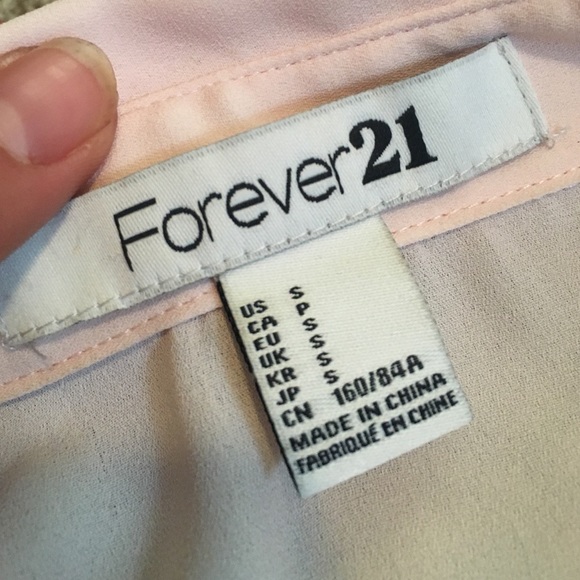 Forever21
US S
CA P
EU S
UK S
KR S
JP S
CN 160/84A
MADE IN CHINA
FABRIQUÉ EN CHINE